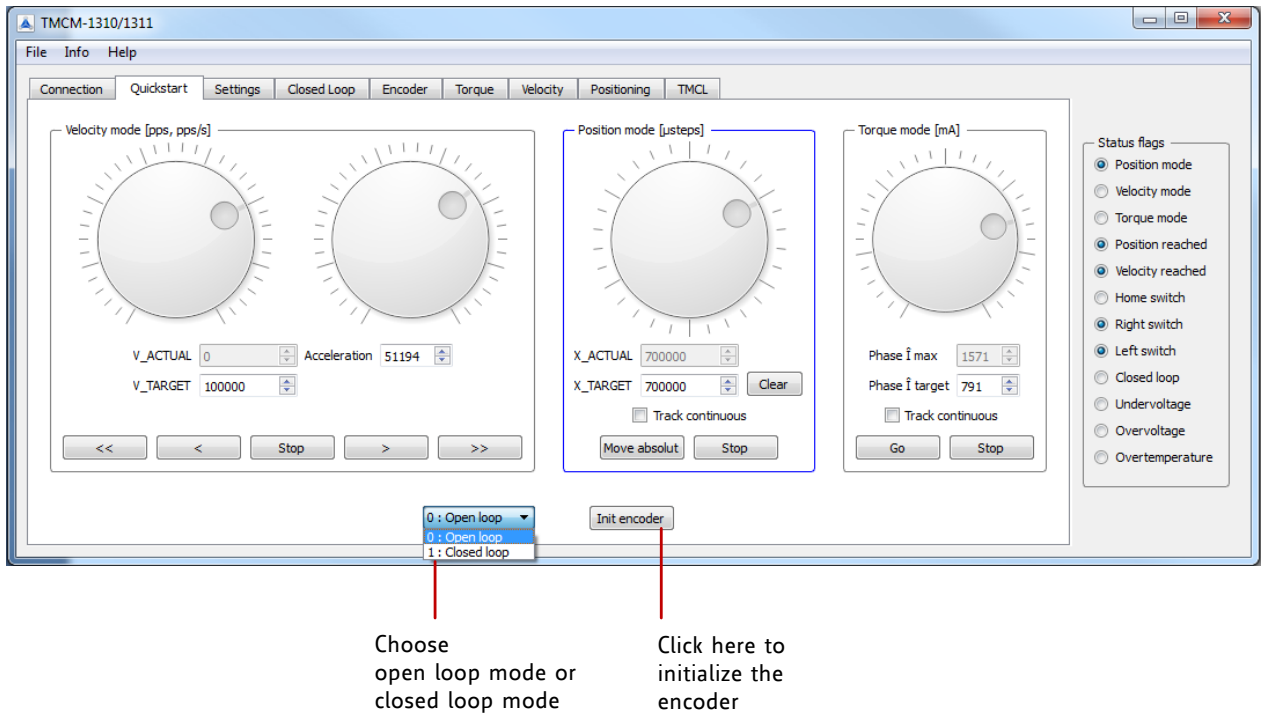 TMCM-1310/1311
File Info Help
Connection Quickstart Settings Closed Loop Encoder Torque Velocity Positioning TMCL
Velocity mode [pps, pps/s]
V_ACTUAL 0 Acceleration 51194
V_TARGET 100000
<< < Stop > >>
Position mode [µsteps]
X_ACTUAL 700000
X_TARGET 700000 Clear
Track continuous
Move absolut Stop
Torque mode [mA]
Phase Î max 1571
Phase Î target 791
Track continuous
Go Stop
Status flags
Position mode
Velocity mode
Torque mode
Position reached
Velocity reached
Home switch
Right switch
Left switch
Closed loop
Undervoltage
Overvoltage
Overtemperature
0 : Open loop Init encoder
0 : Open loop
1 : Closed loop
Choose
open loop mode or
closed loop mode
Click here to
initialize the
encoder